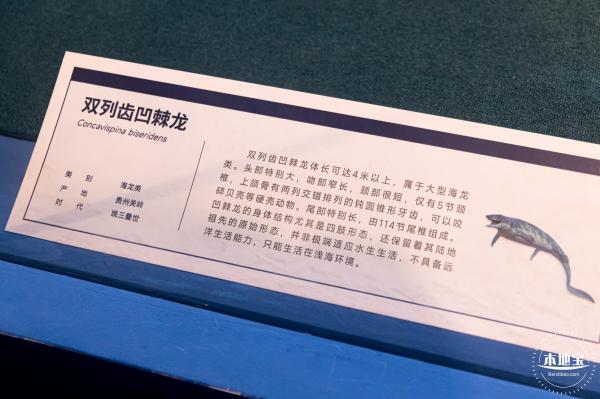 双列齿凹棘龙
Concavispina biseridens
类 别 海龙类
产 地 贵州关岭
时 代 晚三叠世
双列齿凹棘龙体长可达4米以上，属于大型海龙
类。头部特别大，吻部窄长，颈部很短，仅有5节颈
椎，上颌骨有两列交错排列的钝圆锥形牙齿，可以咬
碎贝壳等硬壳动物。尾部特别长，由114节尾椎组成。
凹棘龙的身体结构尤其是四肢形态，还保留着其陆地
祖先的原始形态，并非极端适应水生生活，不具备远
洋生活能力，只能生活在浅海环境。
本地宝
Bendibao.com